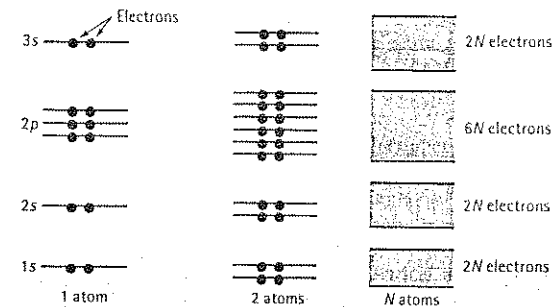 Electrons
3s
2N electrons
2p
6N electrons
2s
2N electrons
1s
2N electrons
1 atom
2 atoms
N atoms